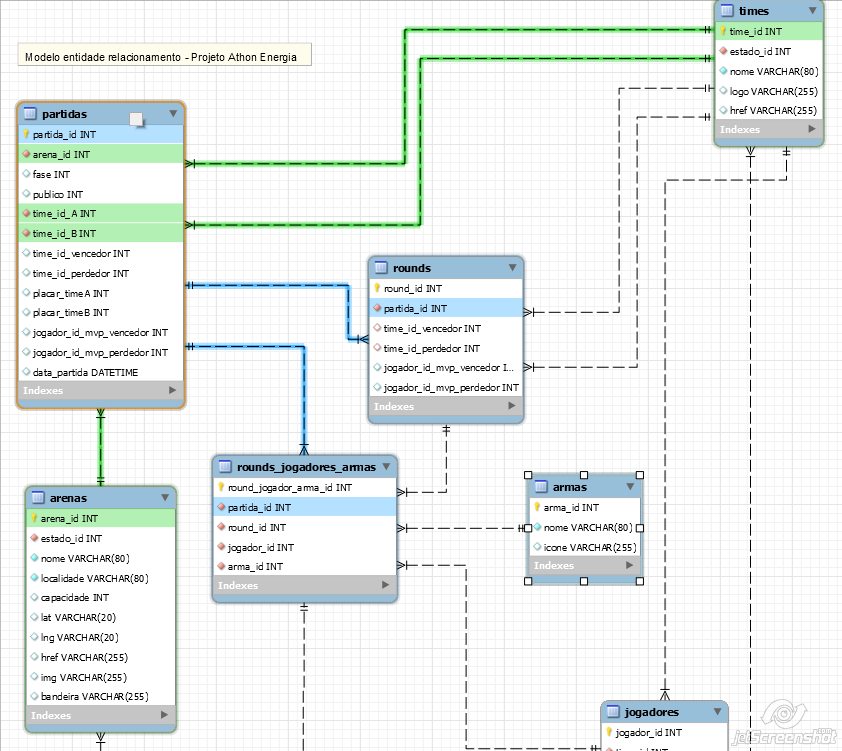 times
time_id INT
estado_id INT
nome VARCHAR(80)
logo VARCHAR(255)
href VARCHAR(255)
Indexes
Modelo entidade relacionamento - Projeto Athon Energia
partidas
partida_id INT
arena_id INT
fase INT
publico INT
time_id_A INT
time_id_B INT
time_id_vencedor INT
time_id_perdedor INT
placar_timeA INT
placar_timeB INT
jogador_id_mvp_vencedor INT
jogador_id_mvp_perdedor INT
data_partida DATETIME
Indexes
rounds
round_id INT
partida_id INT
time_id_vencedor INT
time_id_perdedor INT
jogador_id_mvp_vencedor I...
jogador_id_mvp_perdedor INT
Indexes
rounds_jogadores_armas
round_jogador_arma_id INT
partida_id INT
round_id INT
jogador_id INT
arma_id INT
Indexes
armas
arma_id INT
nome VARCHAR(80)
icone VARCHAR(255)
Indexes
arenas
arena_id INT
estado_id INT
nome VARCHAR(80)
localidade VARCHAR(80)
capacidade INT
lat VARCHAR(20)
lng VARCHAR(20)
href VARCHAR(255)
img VARCHAR(255)
bandeira VARCHAR(255)
Indexes
jogadores
jogador_id INT
jetScreenshot.com